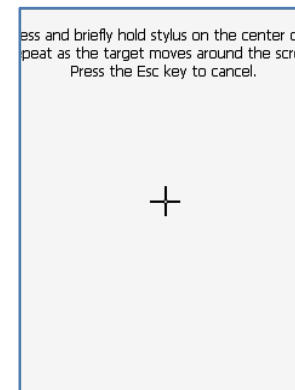 ess and briefly hold stylus on the center
peat as the target moves around the scr
Press the Esc key to cancel.